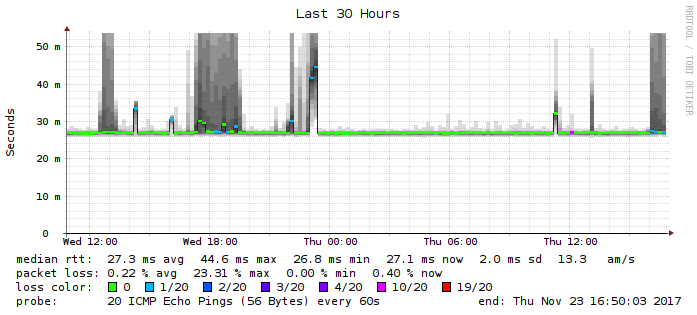 Last 30 Hours
RRDTOOL / TOBI OETIKER
Seconds
50 m
40 m
30 m
20 m
10 m
0
Wed 12:00 Wed 18:00 Thu 00:00 Thu 06:00 Thu 12:00
median rtt: 27.3 ms avg 44.6 ms max 26.8 ms min 27.1 ms now 2.0 ms sd 13.3 am/s
packet loss: 0.22 % avg 23.31 % max 0.00 % min 0.40 % now
loss color: 0 1/20 2/20 3/20 4/20 10/20 19/20
probe: 20 ICMP Echo Pings (56 Bytes) every 60s end: Thu Nov 23 16:50:03 2017